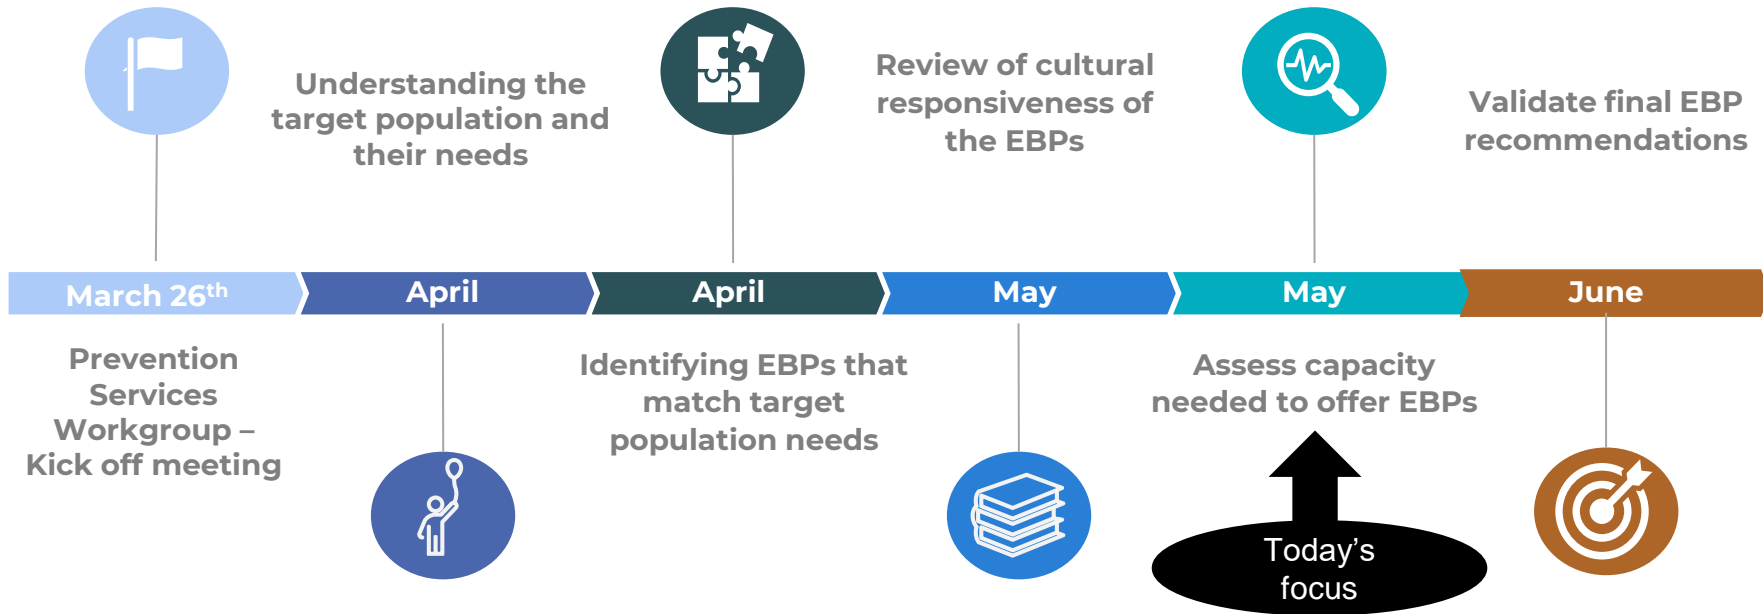 Understanding the
target population and
their needs
Review of cultural
responsiveness of
the EBPs
Validate final EBP
recommendations
March 26th
April
April
May
May
June
Prevention
Services
Workgroup –
Kick off meeting
Identifying EBPs that
match target
population needs
Assess capacity
needed to offer EBPs
Today's
focus